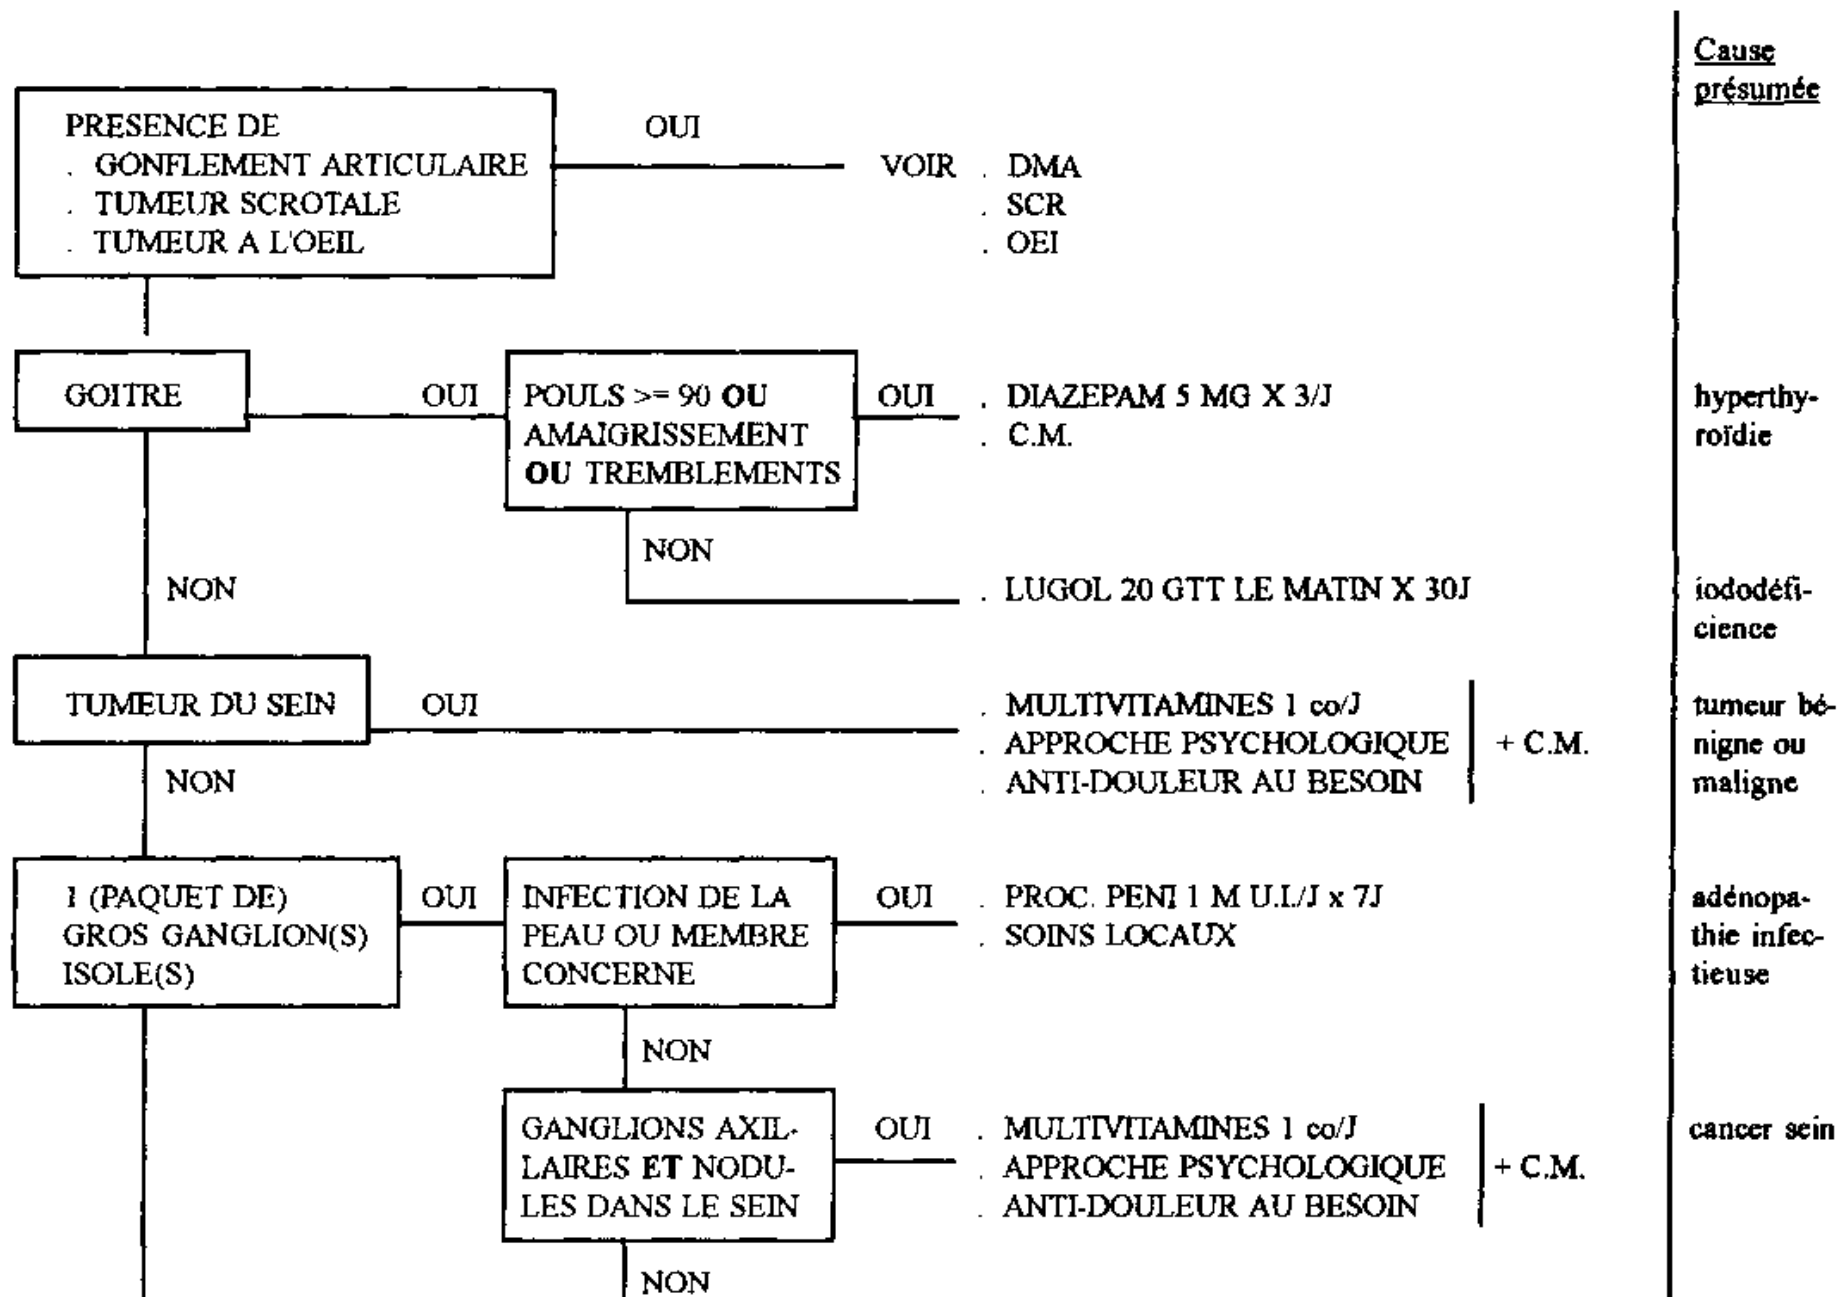 Cause
présumée
PRESENCE DE
. GONFLEMENT ARTICULAIRE
. TUMEUR SCROTALE
. TUMEUR A L'OEIL
OUI
VOIR . DMA
. SCR
. OEI
GOITRE
OUI
POULS >= 90 OU
AMAIGRISSEMENT
OU TREMBLEMENTS
OUI
. DIAZEPAM 5 MG X 3/J
. C.M.
hyperthy-
roïdie
NON
. LUGOL 20 GTT LE MATIN X 30J
iododéfi-
cience
NON
TUMEUR DU SEIN
OUI
. MULTIVITAMINES 1 co/J
. APPROCHE PSYCHOLOGIQUE
. ANTI-DOULEUR AU BESOIN
+ C.M.
tumeur bé-
nigne ou
maligne
NON
1 (PAQUET DE)
GROS GANGLION(S)
ISOLE(S)
OUI
INFECTION DE LA
PEAU OU MEMBRE
CONCERNE
OUI
. PROC. PENI 1 M U.I./J x 7J
. SOINS LOCAUX
adénopa-
thie infec-
tieuse
NON
GANGLIONS AXIL-
LAIRES ET NODU-
LES DANS LE SEIN
OUI
. MULTIVITAMINES 1 co/J
. APPROCHE PSYCHOLOGIQUE
. ANTI-DOULEUR AU BESOIN
+ C.M.
cancer sein
NON